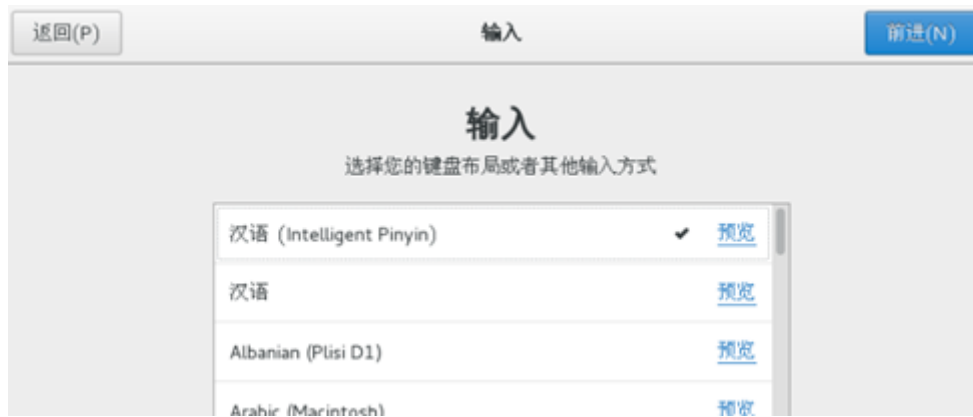 返回(P) 输入 前进(N)
输入
选择您的键盘布局或者其他输入方式
汉语 (Intelligent Pinyin) ✔ 预览
汉语 预览
Albanian (Plisi D1) 预览
Arabic (Macintosh) 预览